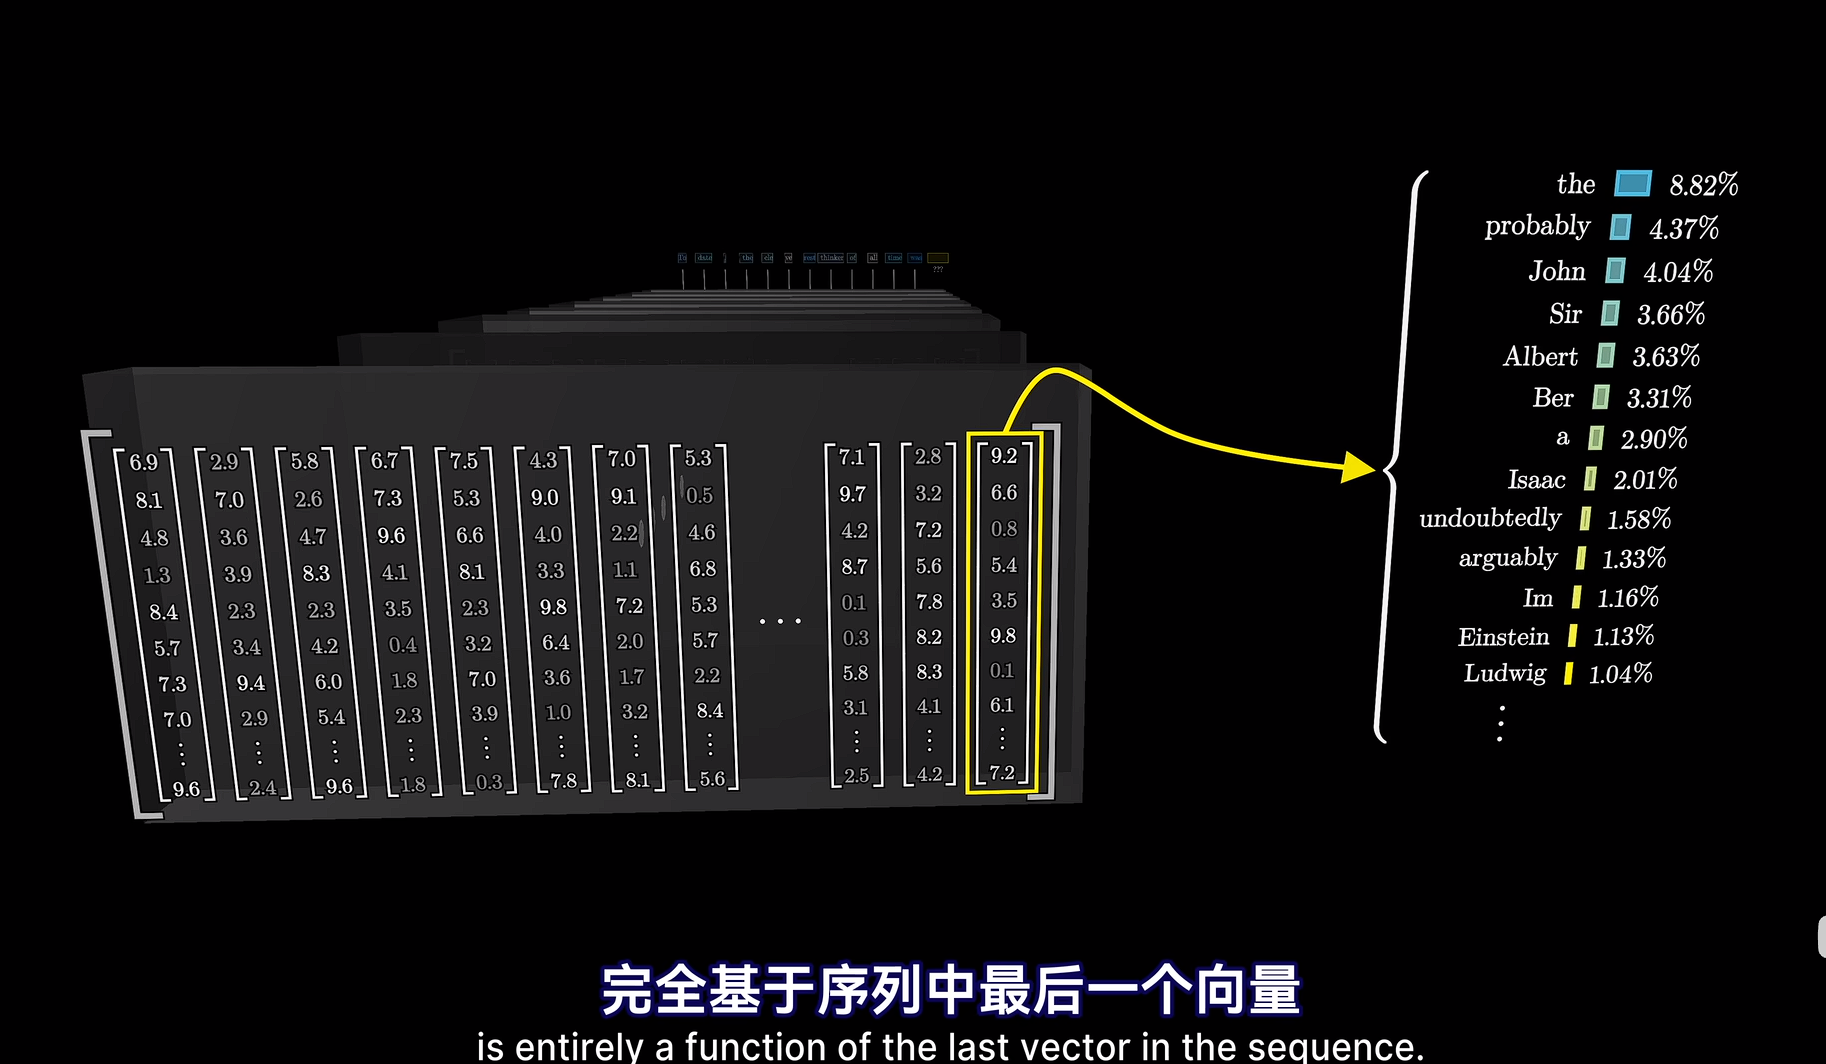 To date , the cle ve rest thinker of all time was
???
6.9 2.9 5.8 6.7 7.5 4.3 7.0 5.3 7.1 2.8 9.2
8.1 7.0 2.6 7.3 5.3 9.0 9.1 0.5 9.7 3.2 6.6
4.8 3.6 4.7 9.6 6.6 4.0 2.2 4.6 4.2 7.2 0.8
1.3 3.9 8.3 4.1 8.1 3.3 1.1 6.8 8.7 5.6 5.4
8.4 2.3 2.3 3.5 2.3 9.8 7.2 5.3 ... 0.1 7.8 3.5
5.7 3.4 4.2 0.4 3.2 6.4 2.0 5.7 0.3 8.2 9.8
7.3 9.4 6.0 1.8 7.0 3.6 1.7 2.2 5.8 8.3 0.1
7.0 2.9 5.4 2.3 3.9 1.0 3.2 8.4 3.1 4.1 6.1
⋮ ⋮ ⋮ ⋮ ⋮ ⋮ ⋮ ⋮ ⋮ ⋮ ⋮
9.6 2.4 9.6 1.8 0.3 7.8 8.1 5.6 2.5 4.2 7.2
the 8.82%
probably 4.37%
John 4.04%
Sir 3.66%
Albert 3.63%
Ber 3.31%
a 2.90%
Isaac 2.01%
undoubtedly 1.58%
arguably 1.33%
Im 1.16%
Einstein 1.13%
Ludwig 1.04%
⋮
完全基于序列中最后一个向量
is entirely a function of the last vector in the sequence.